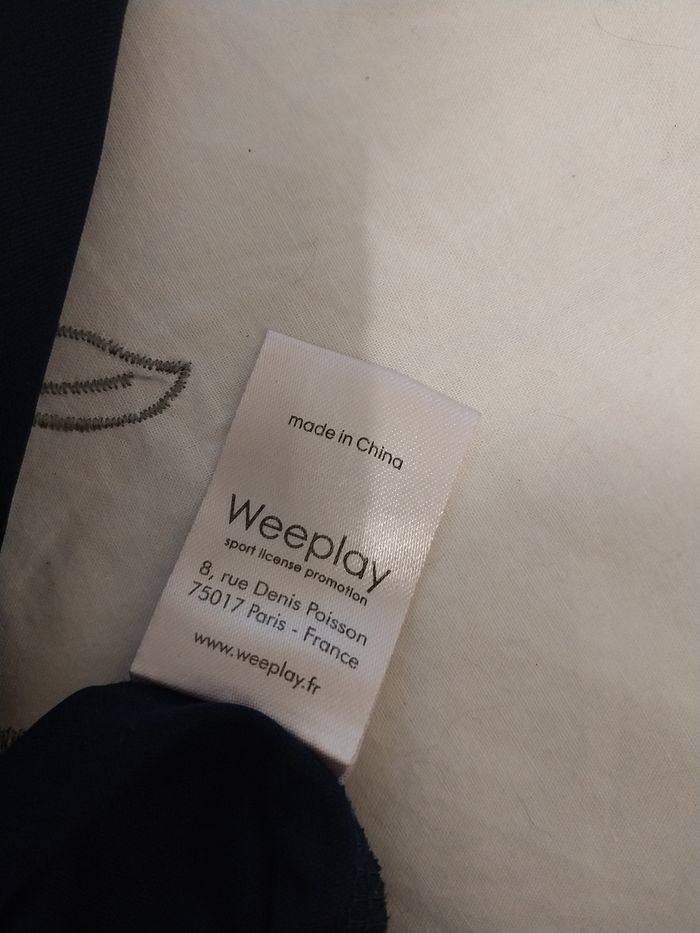 made in China
Weeplay
sport license promotion
8, rue Denis Poisson
75017 Paris - France
www.weeplay.fr